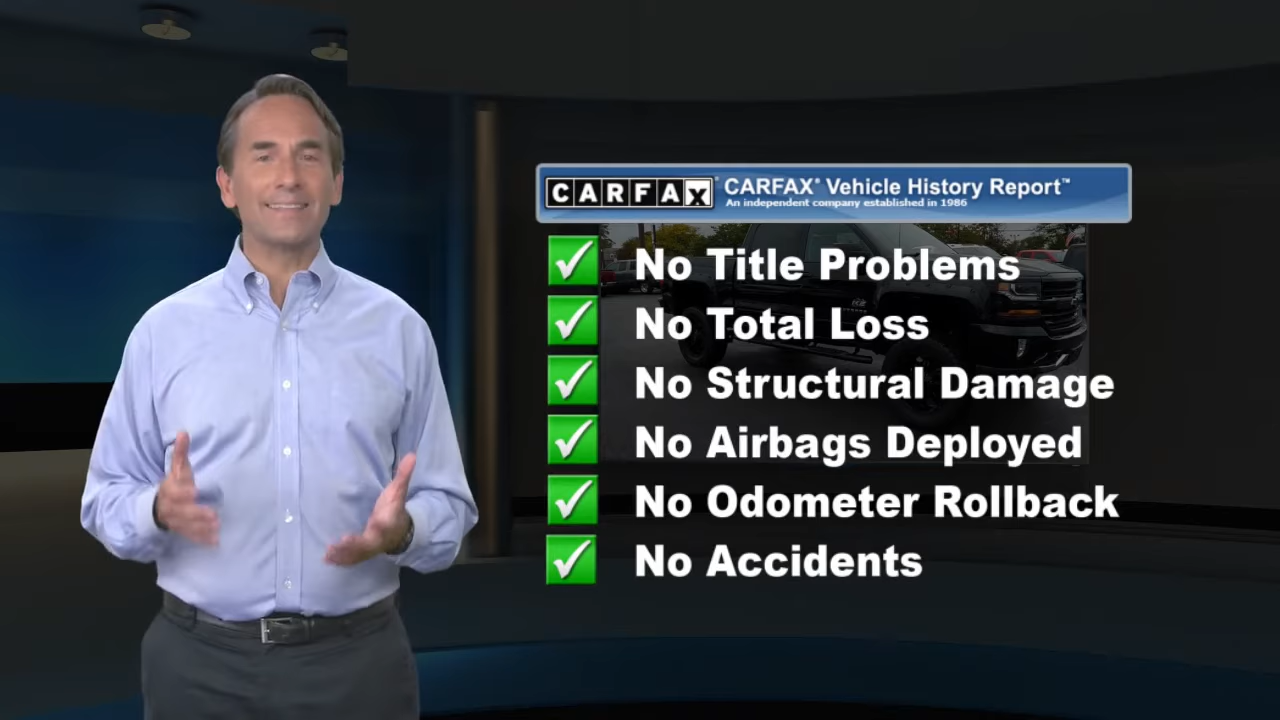 CARFAX
CARFAX® Vehicle History Report™
An independent company established in 1986
No Title Problems
No Total Loss
No Structural Damage
No Airbags Deployed
No Odometer Rollback
No Accidents